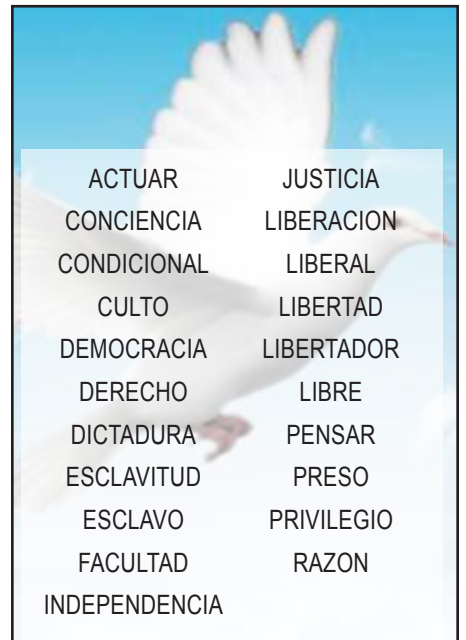 ACTUAR
CONCIENCIA
CONDICIONAL
CULTO
DEMOCRACIA
DERECHO
DICTADURA
ESCLAVITUD
ESCLAVO
FACULTAD
INDEPENDENCIA
JUSTICIA
LIBERACION
LIBERAL
LIBERTAD
LIBERTADOR
LIBRE
PENSAR
PRESO
PRIVILEGIO
RAZON